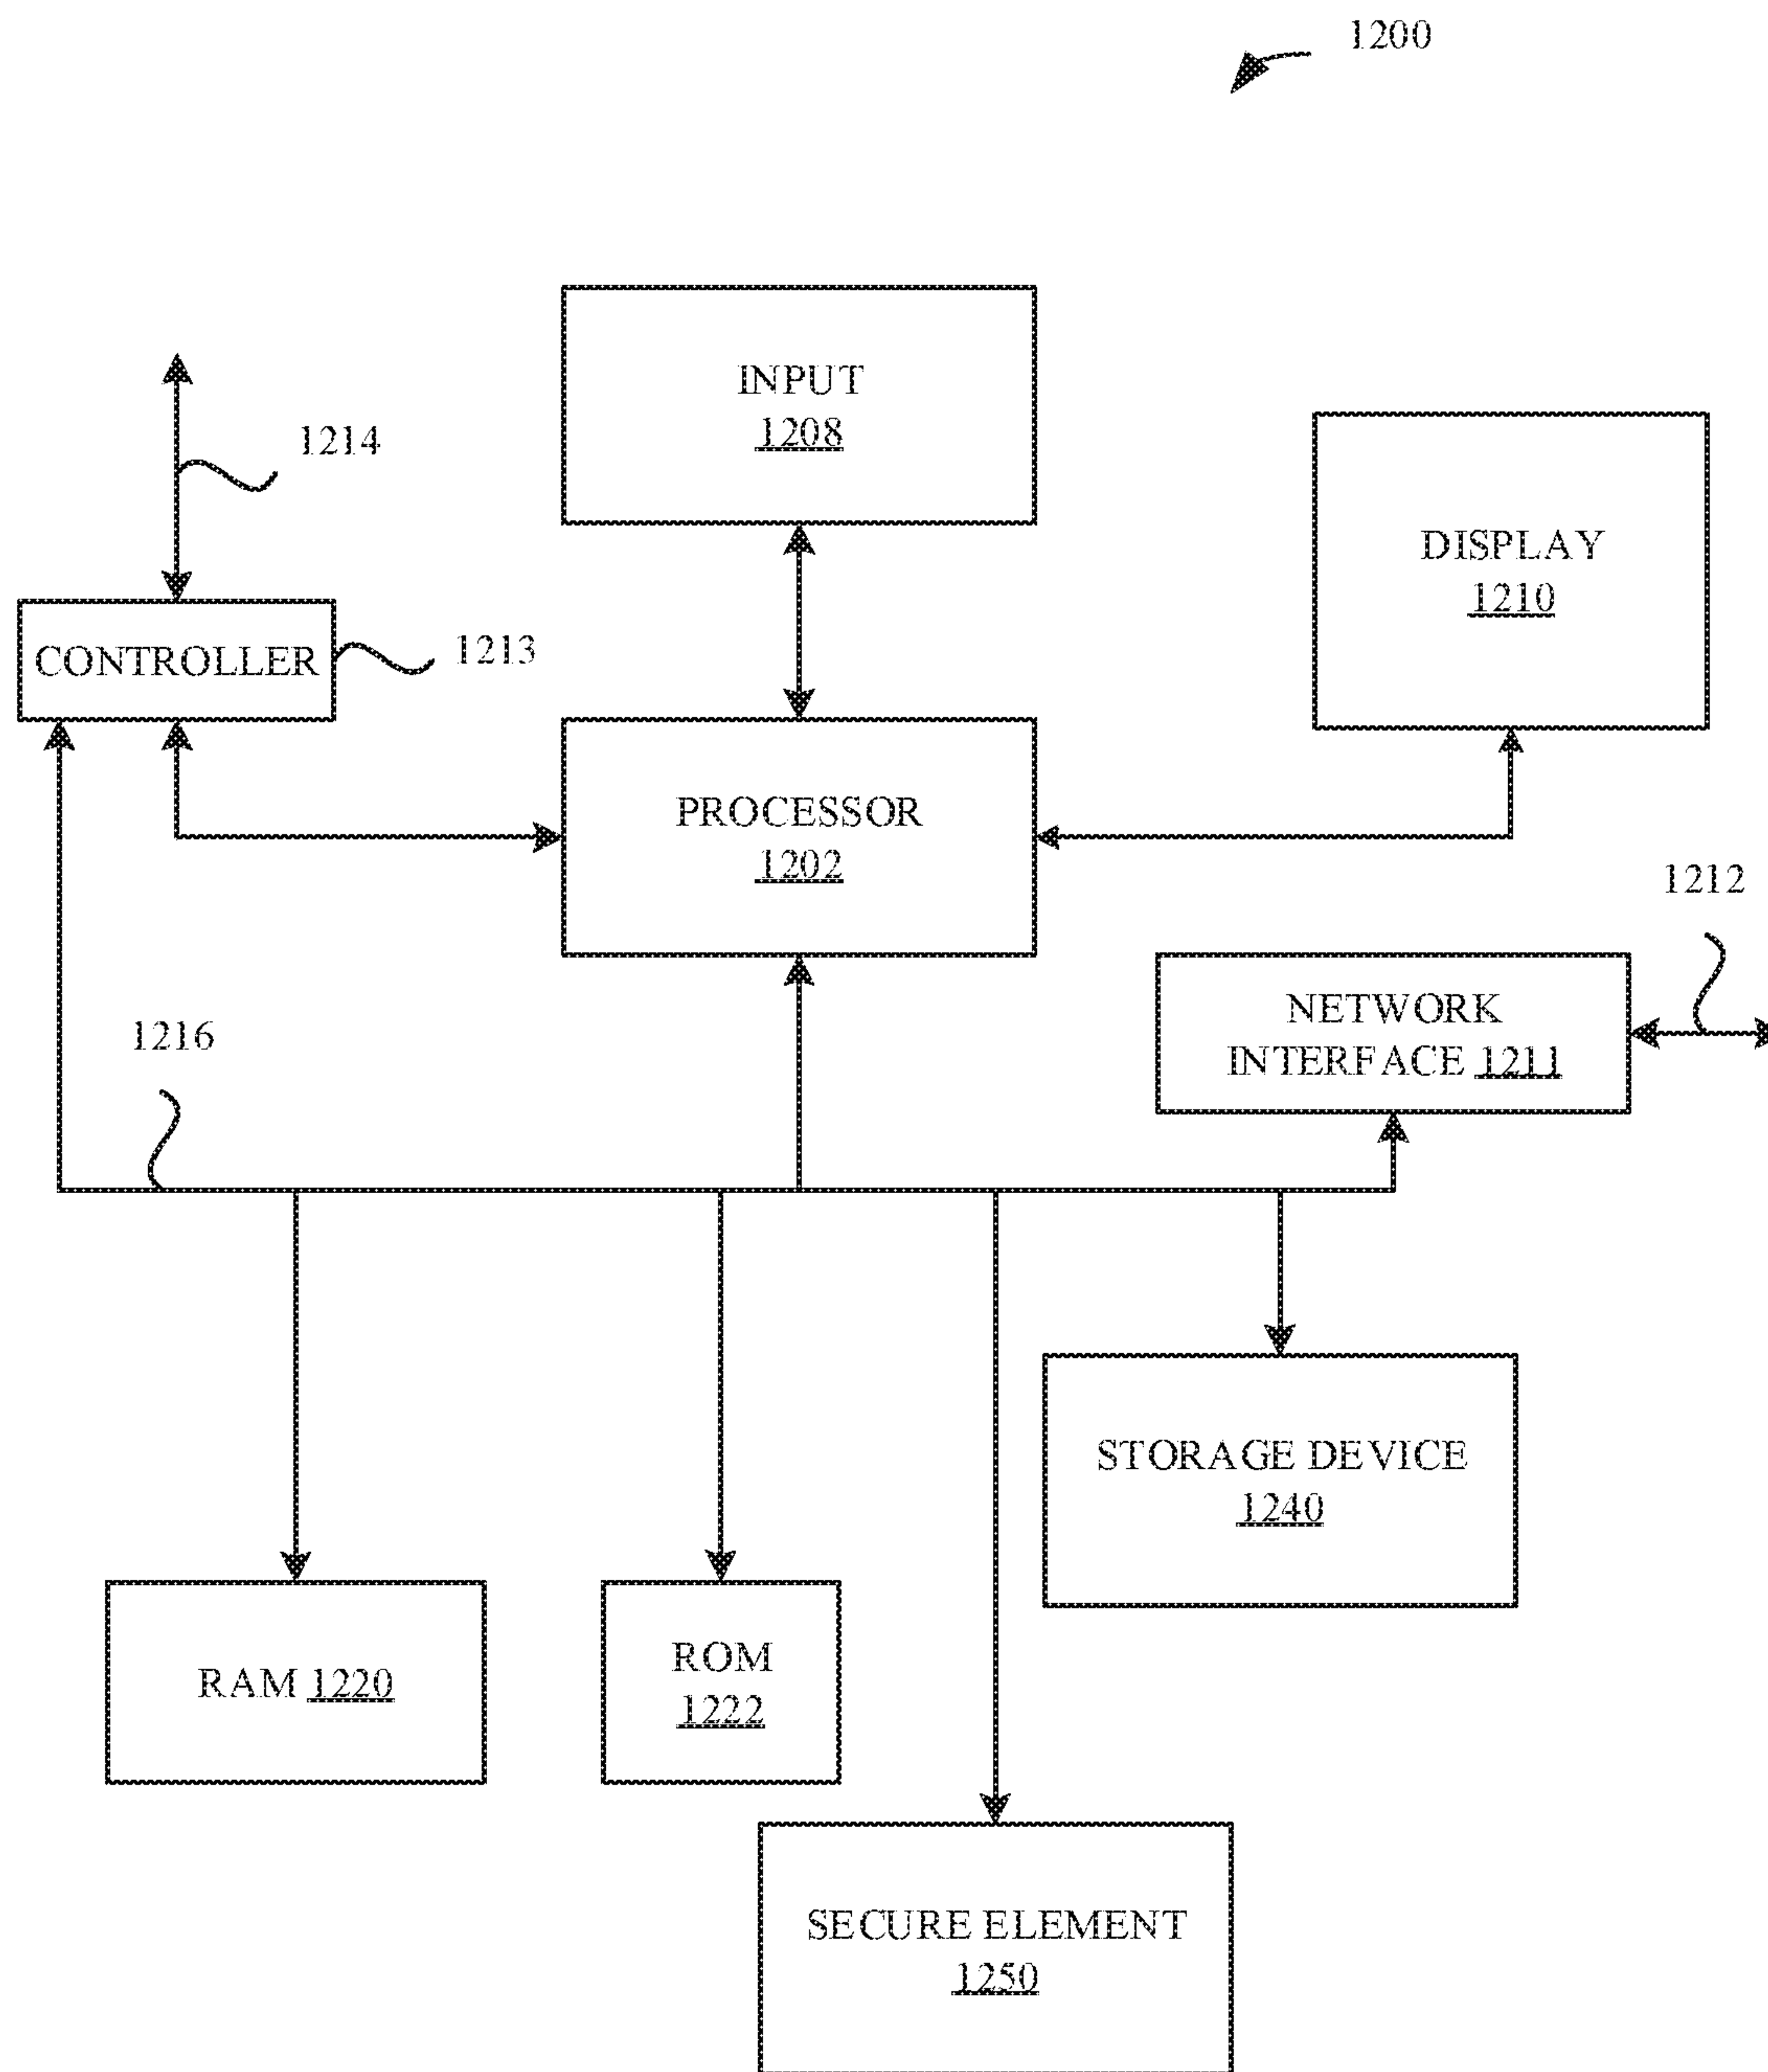 1200
INPUT
1208
1214
DISPLAY
1210
CONTROLLER
1213
PROCESSOR
1202
1212
NETWORK
INTERFACE 1211
1216
STORAGE DEVICE
1240
RAM 1220
ROM
1222
SECURE ELEMENT
1250